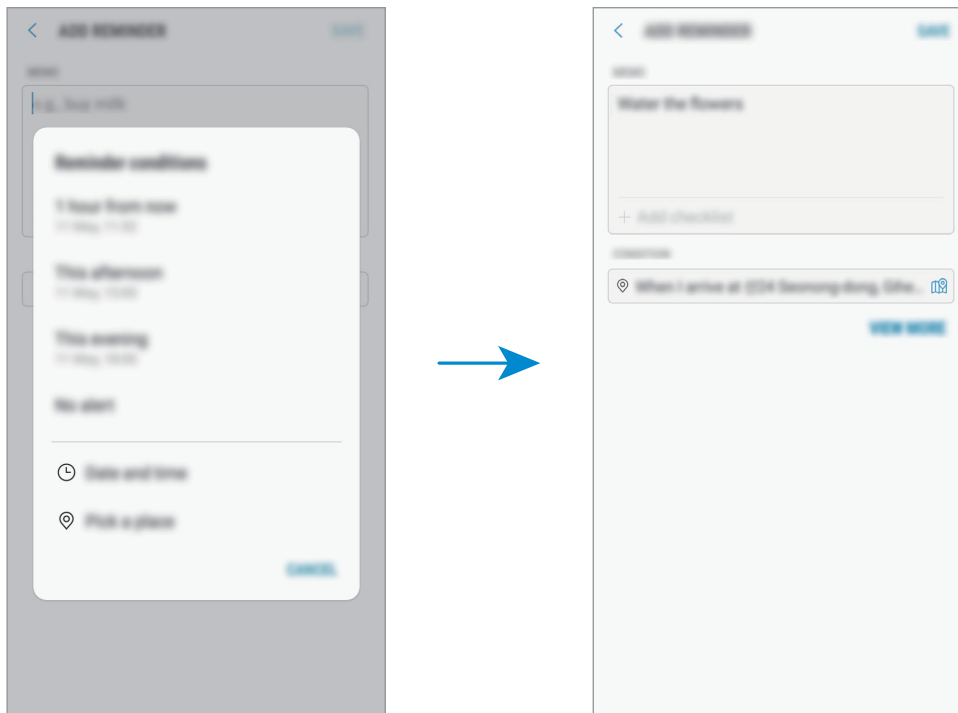 ADD REMINDER
SAVE
MEMO
e.g., buy milk
Reminder conditions
1 hour from now
This afternoon
This evening
No alert
Date and time
Pick a place
CANCEL
ADD REMINDER
SAVE
MEMO
Water the flowers
Add checklist
CONDITION
When I arrive at
VIEW MORE